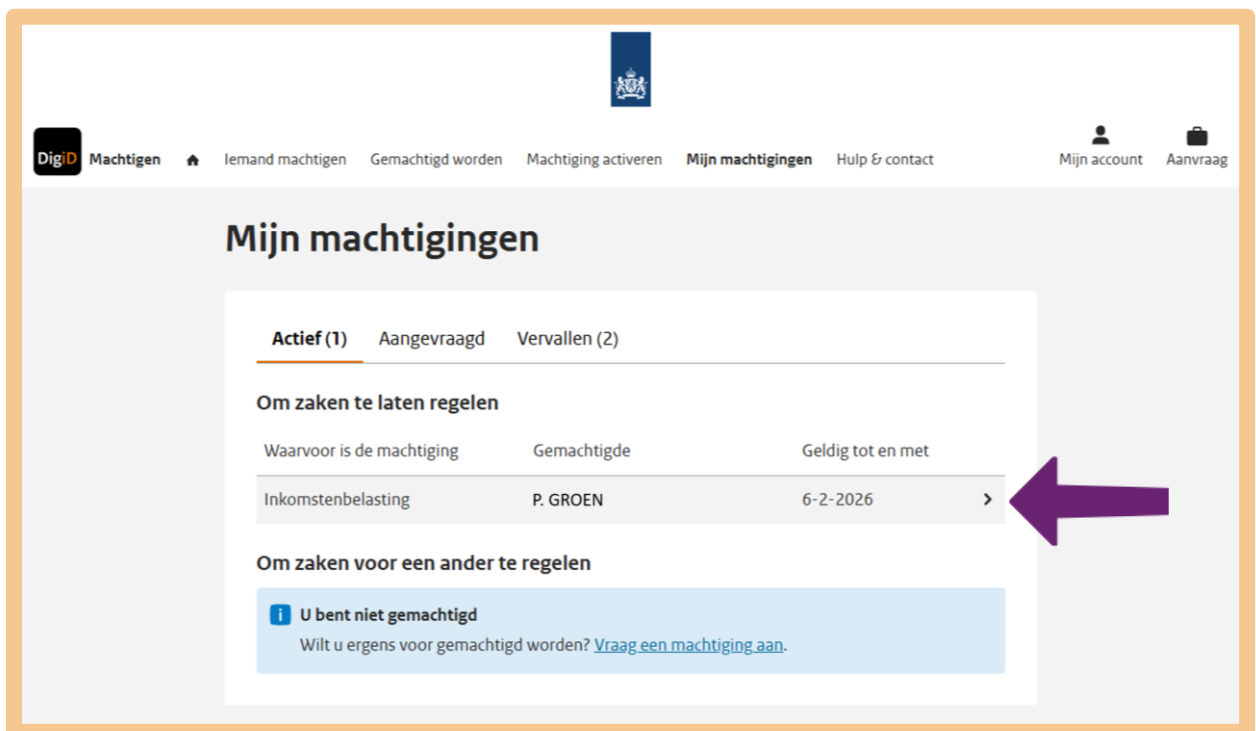 DigiD Machtigen Iemand machtigen Gemachtigd worden Machtiging activeren Mijn machtigingen Hulp & contact Mijn account Aanvraag
Mijn machtigingen
Actief (1) Aangevraagd Vervallen (2)
Om zaken te laten regelen
Waarvoor is de machtiging Gemachtigde Geldig tot en met
Inkomstenbelasting P. GROEN 6-2-2026
Om zaken voor een ander te regelen
U bent niet gemachtigd
Wilt u ergens voor gemachtigd worden? Vraag een machtiging aan.